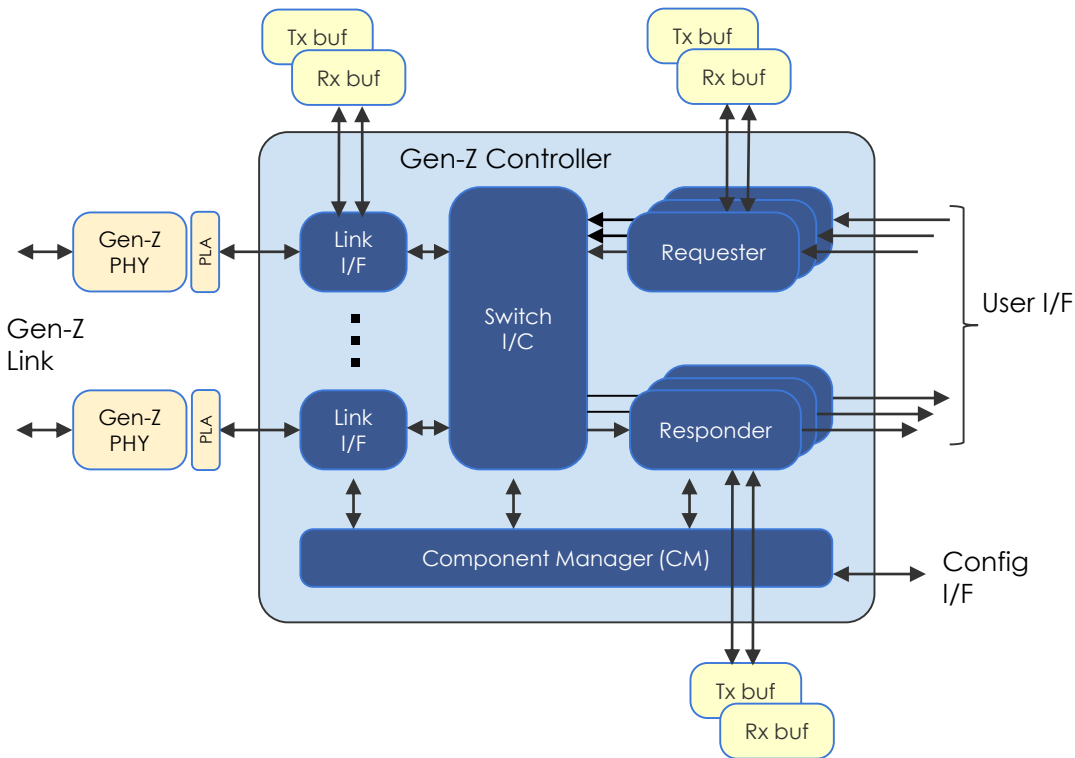 Tx buf
Rx buf
Tx buf
Rx buf
Gen-Z Controller
Gen-Z
PHY
PLA
Link
I/F
Requester
Switch
I/C
User I/F
Gen-Z
Link
Gen-Z
PHY
PLA
Link
I/F
Responder
Component Manager (CM)
Config
I/F
Tx buf
Rx buf